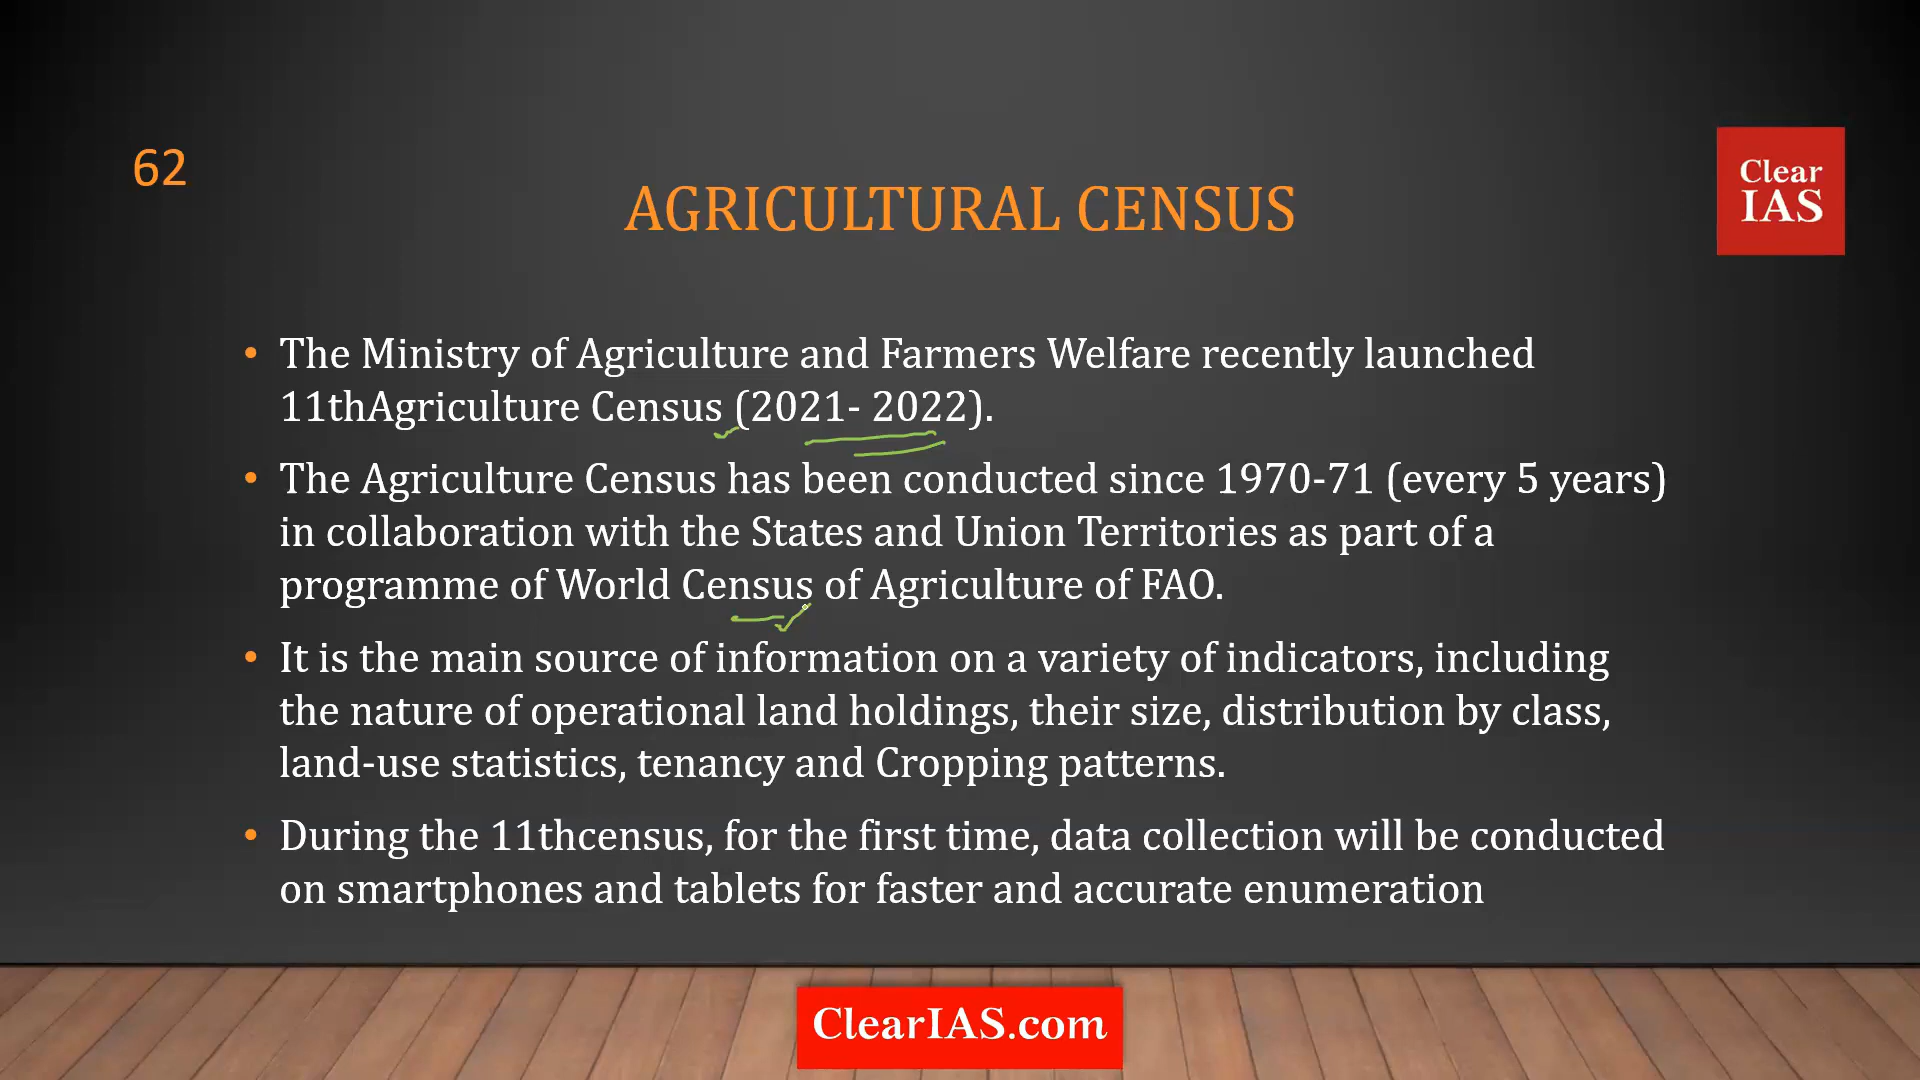 62
Clear
IAS
AGRICULTURAL CENSUS
• The Ministry of Agriculture and Farmers Welfare recently launched
11thAgriculture Census (2021- 2022).
• The Agriculture Census has been conducted since 1970-71 (every 5 years)
in collaboration with the States and Union Territories as part of a
programme of World Census of Agriculture of FAO.
• It is the main source of information on a variety of indicators, including
the nature of operational land holdings, their size, distribution by class,
land-use statistics, tenancy and Cropping patterns.
• During the 11thcensus, for the first time, data collection will be conducted
on smartphones and tablets for faster and accurate enumeration
ClearIAS.com